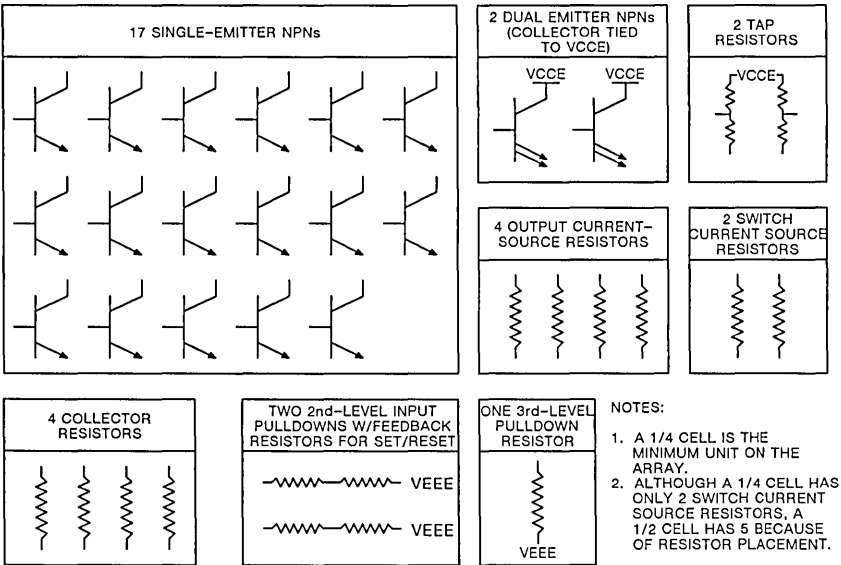 17 SINGLE-EMITTER NPNs
2 DUAL EMITTER NPNs
(COLLECTOR TIED
TO VCCE)
VCCE
VCCE
2 TAP
RESISTORS
VCCE
4 OUTPUT CURRENT-
SOURCE RESISTORS
2 SWITCH
CURRENT SOURCE
RESISTORS
4 COLLECTOR
RESISTORS
TWO 2nd-LEVEL INPUT
PULLDOWNS W/FEEDBACK
RESISTORS FOR SET/RESET
VEEE
VEEE
ONE 3rd-LEVEL
PULLDOWN
RESISTOR
VEEE
NOTES:
1. A 1/4 CELL IS THE
MINIMUM UNIT ON THE
ARRAY.
2. ALTHOUGH A 1/4 CELL HAS
ONLY 2 SWITCH CURRENT
SOURCE RESISTORS, A
1/2 CELL HAS 5 BECAUSE
OF RESISTOR PLACEMENT.